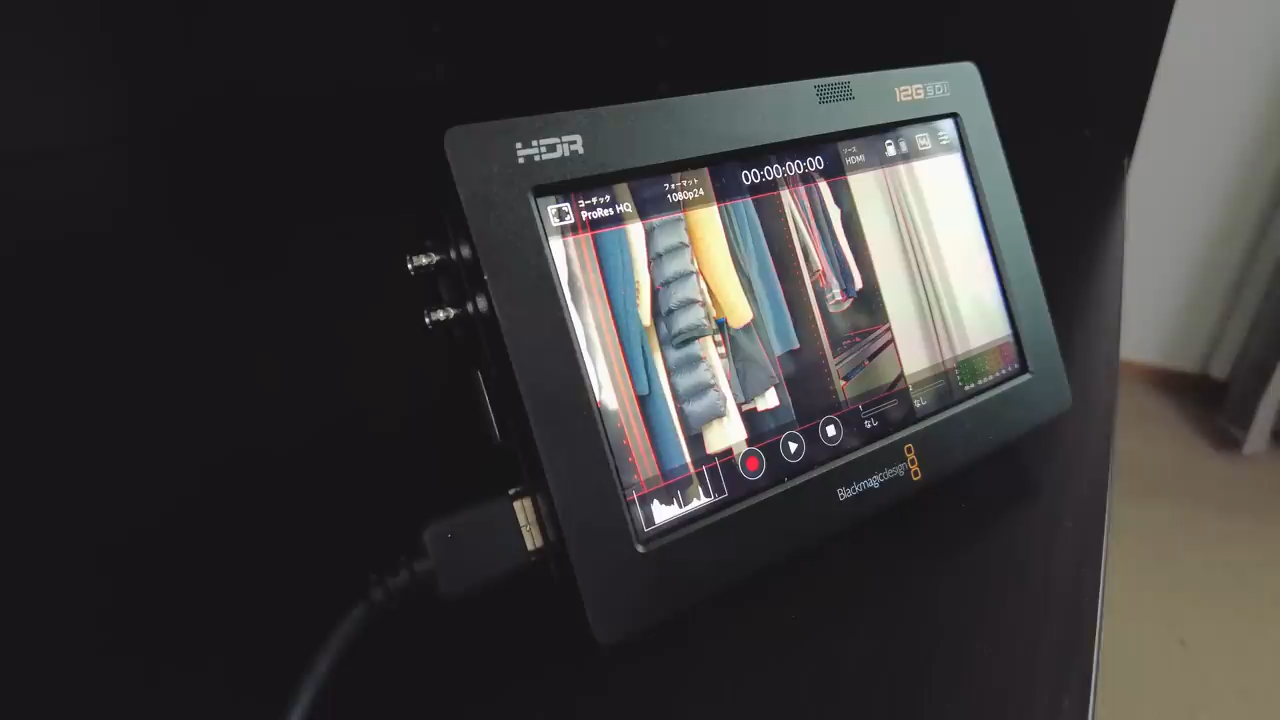 HDR
12G SDI
コーデック
ProRes HQ
フォーマット
1080p24
00:00:00:00
ソース
HDMI
なし
なし
Blackmagicdesign